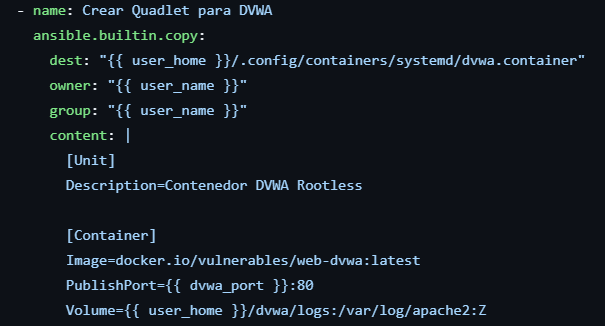 - name: Crear Quadlet para DVWA
  ansible.builtin.copy:
    dest: "{{ user_home }}/.config/containers/systemd/dvwa.container"
    owner: "{{ user_name }}"
    group: "{{ user_name }}"
    content: |
      [Unit]
      Description=Contenedor DVWA Rootless

      [Container]
      Image=docker.io/vulnerables/web-dvwa:latest
      PublishPort={{ dvwa_port }}:80
      Volume={{ user_home }}/dvwa/logs:/var/log/apache2:Z